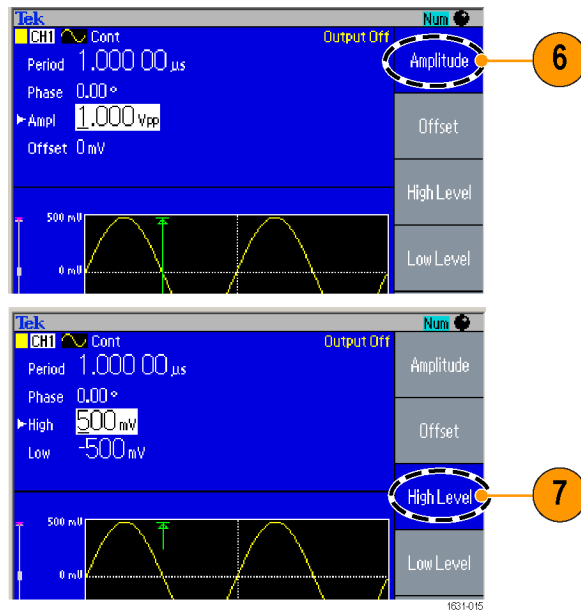 Tek
Num
CH1 Cont
Output Off
Period 1.000 00 µs
Phase 0.00 °
Ampl 1.000 Vpp
Offset 0 mV
Amplitude
6
Offset
High Level
Low Level
500 mV
0 mV
Tek
Num
CH1 Cont
Output Off
Period 1.000 00 µs
Phase 0.00 °
High 500 mV
Low -500 mV
Amplitude
Offset
High Level
7
Low Level
500 mV
0 mV
1631-015